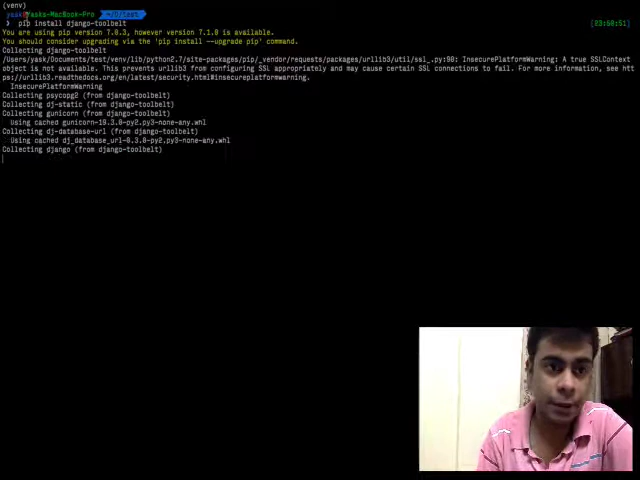 (venv)
yask@Yasks-MacBook-Pro ~/D/test
❯ pip install django-toolbelt [23:50:51]
You are using pip version 7.0.3, however version 7.1.0 is available.
You should consider upgrading via the 'pip install --upgrade pip' command.
Collecting django-toolbelt
/Users/yask/Documents/test/venv/lib/python2.7/site-packages/pip/_vendor/requests/packages/urllib3/util/ssl_.py:90: InsecurePlatformWarning: A true SSLContext
object is not available. This prevents urllib3 from configuring SSL appropriately and may cause certain SSL connections to fail. For more information, see htt
ps://urllib3.readthedocs.org/en/latest/security.html#insecureplatformwarning.
InsecurePlatformWarning
Collecting psycopg2 (from django-toolbelt)
Collecting dj-static (from django-toolbelt)
Collecting gunicorn (from django-toolbelt)
Using cached gunicorn-19.3.0-py2.py3-none-any.whl
Collecting dj-database-url (from django-toolbelt)
Using cached dj_database_url-0.3.0-py2.py3-none-any.whl
Collecting django (from django-toolbelt)